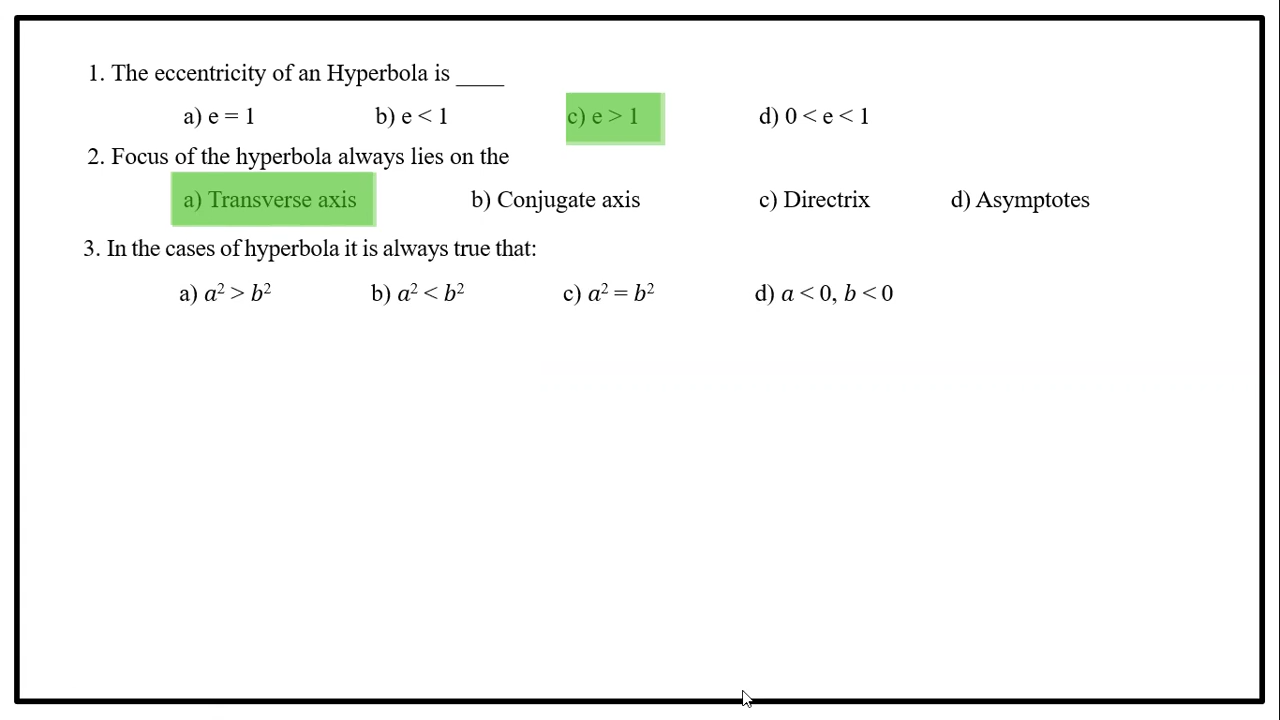 1. The eccentricity of an Hyperbola is ____
a) e = 1 b) e < 1 c) e > 1 d) 0 < e < 1
2. Focus of the hyperbola always lies on the
a) Transverse axis b) Conjugate axis c) Directrix d) Asymptotes
3. In the cases of hyperbola it is always true that:
a) a² > b² b) a² < b² c) a² = b² d) a < 0, b < 0